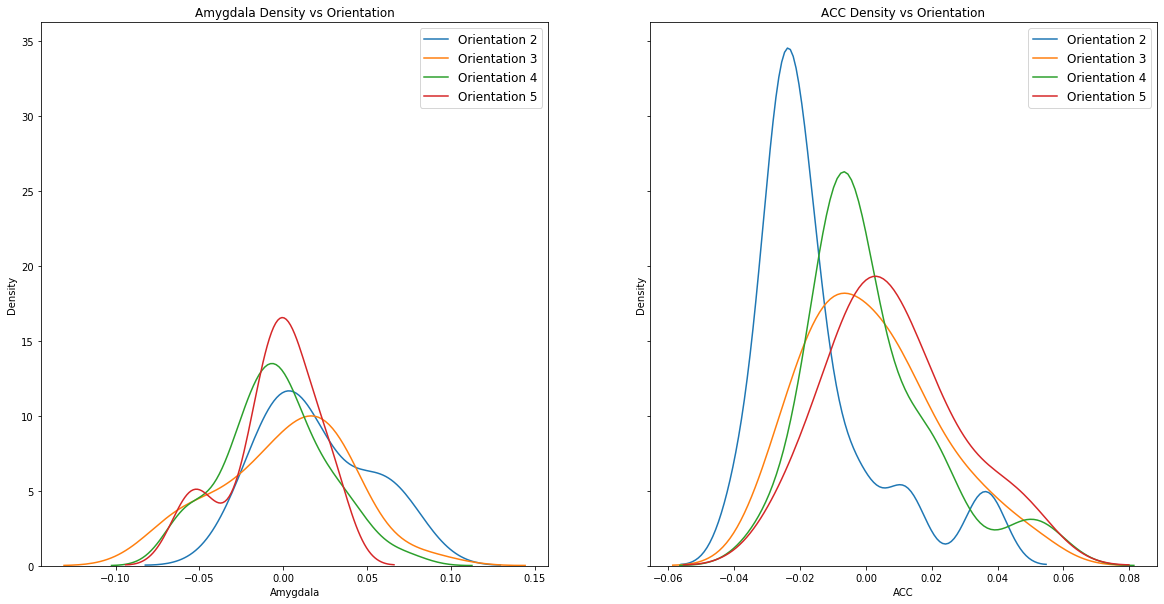 Amygdala Density vs Orientation
Orientation 2
Orientation 3
Orientation 4
Orientation 5
35
30
25
20
15
10
5
0
Density
−0.10 −0.05 0.00 0.05 0.10 0.15
Amygdala
ACC Density vs Orientation
Orientation 2
Orientation 3
Orientation 4
Orientation 5
Density
−0.06 −0.04 −0.02 0.00 0.02 0.04 0.06 0.08
ACC